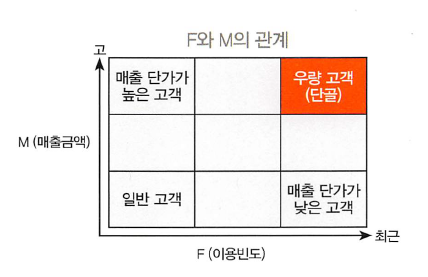 F와 M의 관계
고
매출 단가가
높은 고객
우량 고객
(단골)
M (매출금액)
일반 고객
매출 단가가
낮은 고객
최근
F (이용빈도)